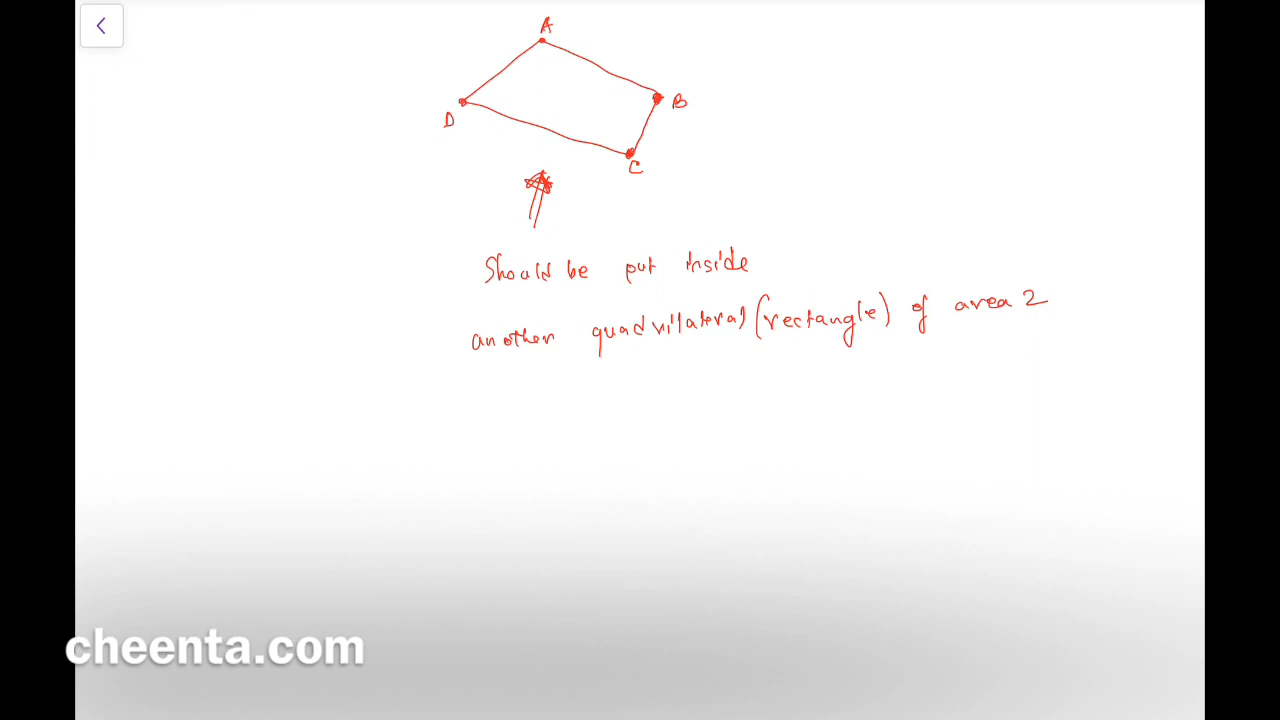 A
B
D
C
Should be put inside
another quadrilateral (rectangle) of area 2
cheenta.com